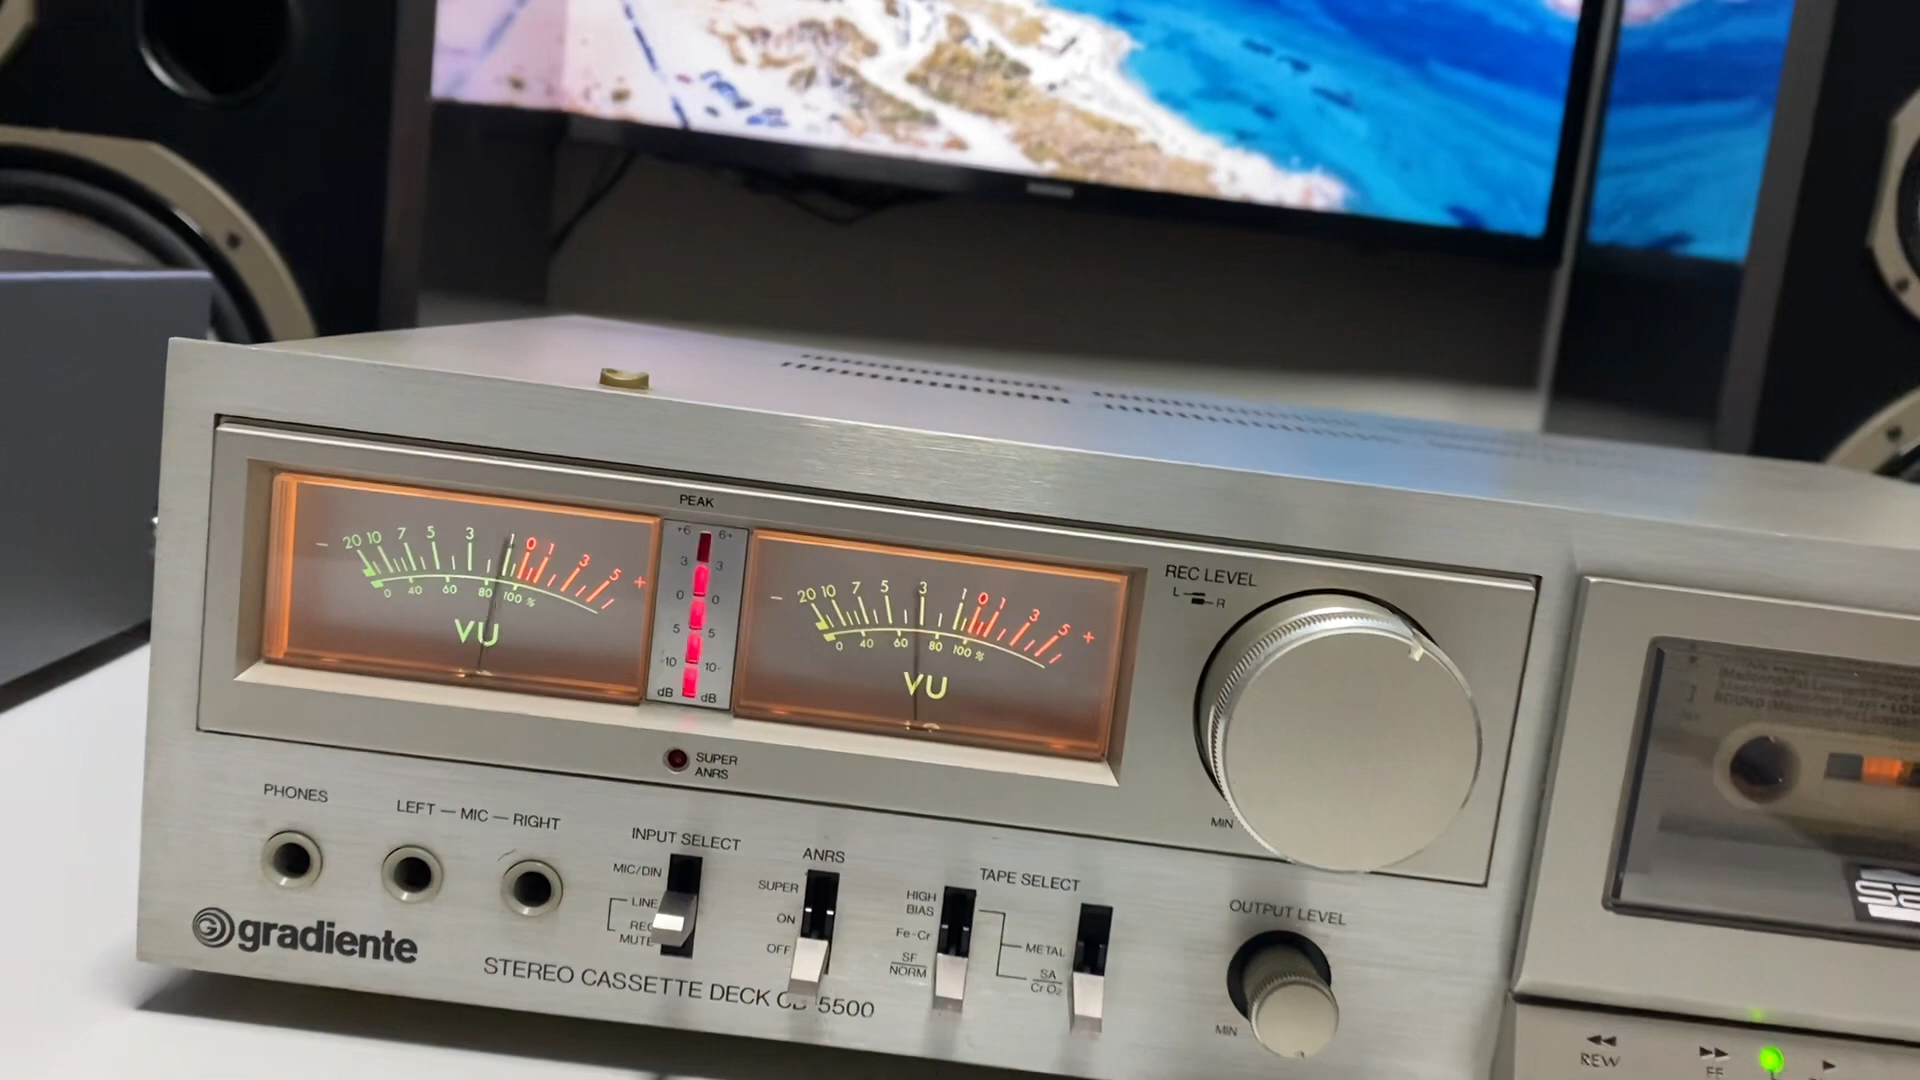 PEAK
- 20 10 7 5 3 1 0 1 3 5 +
0 40 60 80 100 %
VU
+6 6+
3 3
0 0
5 5
-10 10-
dB dB
- 20 10 7 5 3 1 0 1 3 5 +
0 40 60 80 100 %
VU
REC LEVEL
L R
MIN
SUPER
ANRS
PHONES
LEFT — MIC — RIGHT
INPUT SELECT
MIC/DIN
LINE
REC
MUTE
ANRS
SUPER
ON
OFF
TAPE SELECT
HIGH
BIAS
Fe-Cr
SF
NORM
METAL
SA
CrO₂
OUTPUT LEVEL
MIN
gradiente
STEREO CASSETTE DECK CD 5500
REW
FF